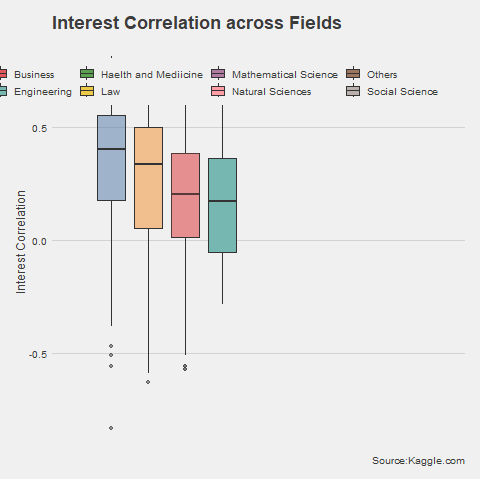 Interest Correlation across Fields
Business Haelth and Mediicine Mathematical Science Others
Engineering Law Natural Sciences Social Science
0.5
0.0
-0.5
Interest Correlation
Source:Kaggle.com